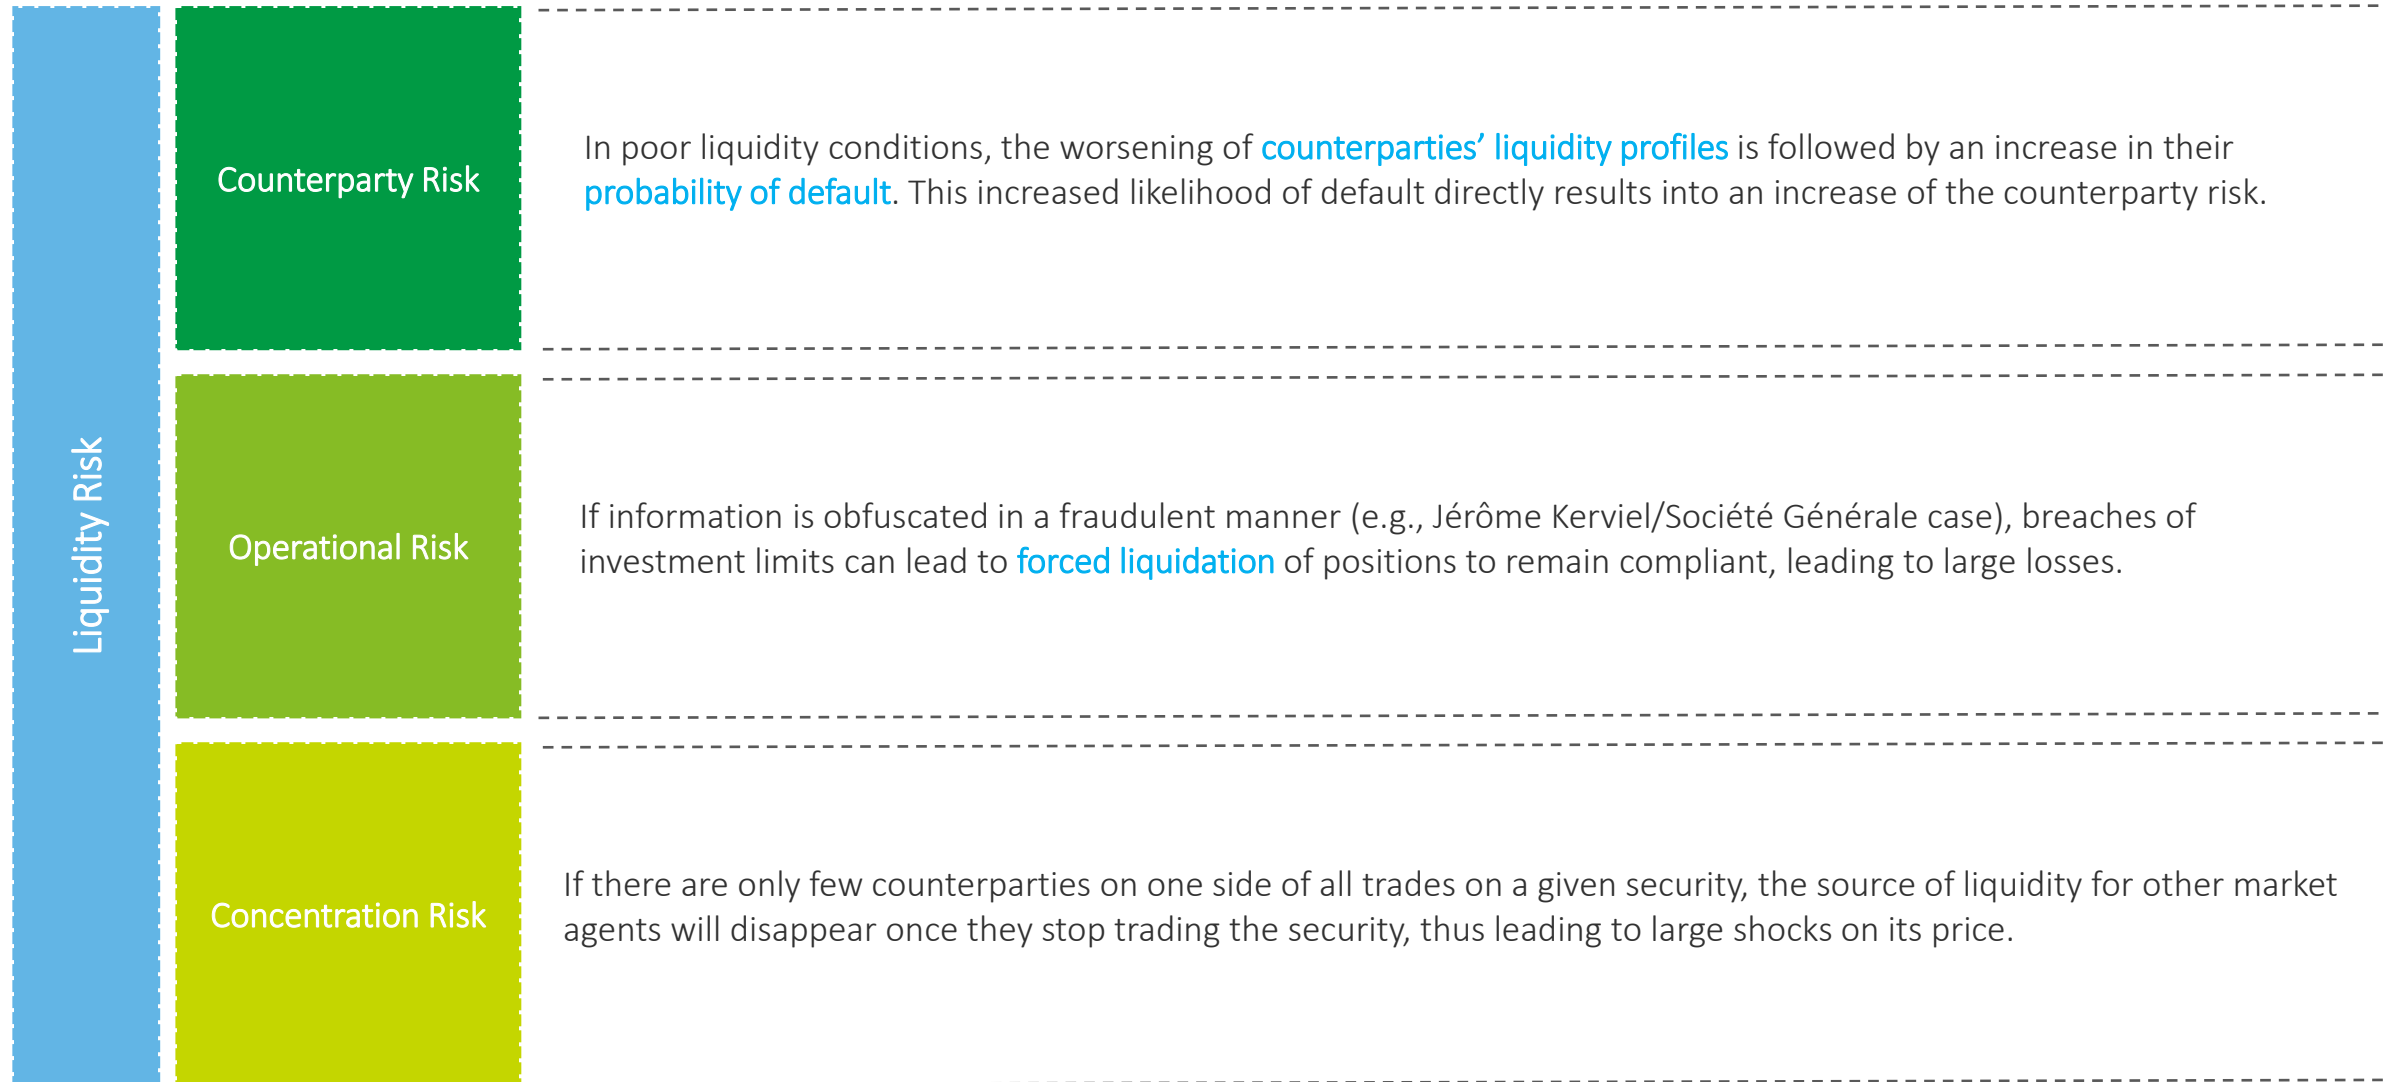 Liquidity Risk
Counterparty Risk
In poor liquidity conditions, the worsening of counterparties’ liquidity profiles is followed by an increase in their
probability of default. This increased likelihood of default directly results into an increase of the counterparty risk.
Operational Risk
If information is obfuscated in a fraudulent manner (e.g., Jérôme Kerviel/Société Générale case), breaches of
investment limits can lead to forced liquidation of positions to remain compliant, leading to large losses.
Concentration Risk
If there are only few counterparties on one side of all trades on a given security, the source of liquidity for other market
agents will disappear once they stop trading the security, thus leading to large shocks on its price.